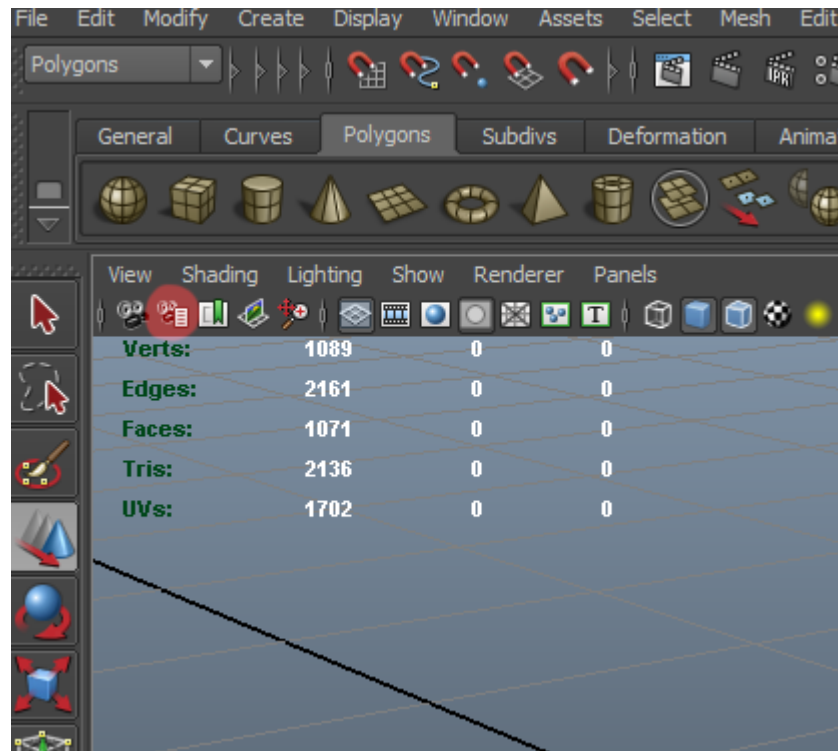 File Edit Modify Create Display Window Assets Select Mesh Edit
Polygons
IPR
General Curves Polygons Subdivs Deformation Anima
View Shading Lighting Show Renderer Panels
T
Verts: 1089 0 0
Edges: 2161 0 0
Faces: 1071 0 0
Tris: 2136 0 0
UVs: 1702 0 0